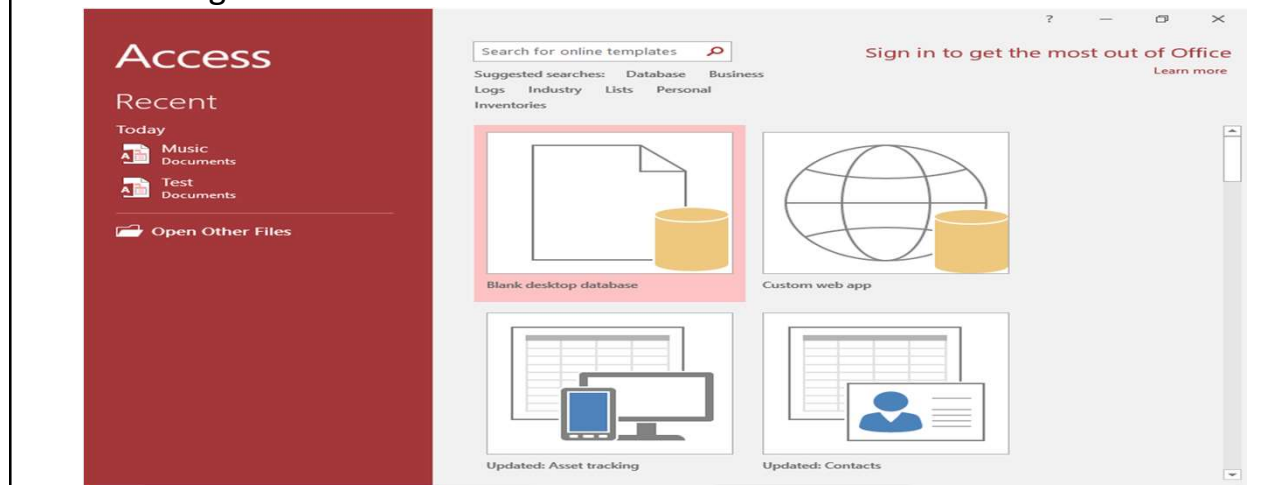 Access
Recent
Today
Music
Documents
Test
Documents
Open Other Files
?
Search for online templates
Sign in to get the most out of Office
Learn more
Suggested searches: Database Business
Logs Industry Lists Personal
Inventories
Blank desktop database
Custom web app
Updated: Asset tracking
Updated: Contacts